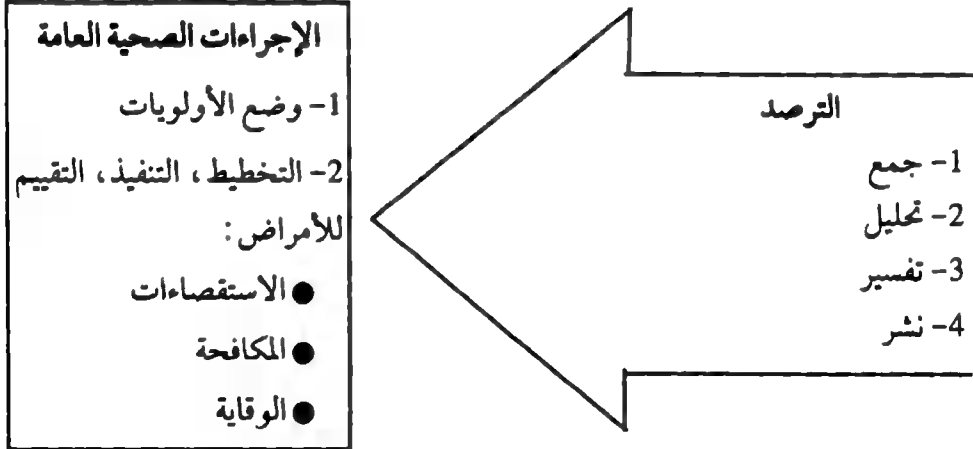 الترصد
1- جمع
2- تحليل
3- تفسير
4- نشر
الإجراءات الصحية العامة
1- وضع الأولويات
2- التخطيط، التنفيذ، التقييم
للأمراض:
● الاستقصاءات
● المكافحة
● الوقاية